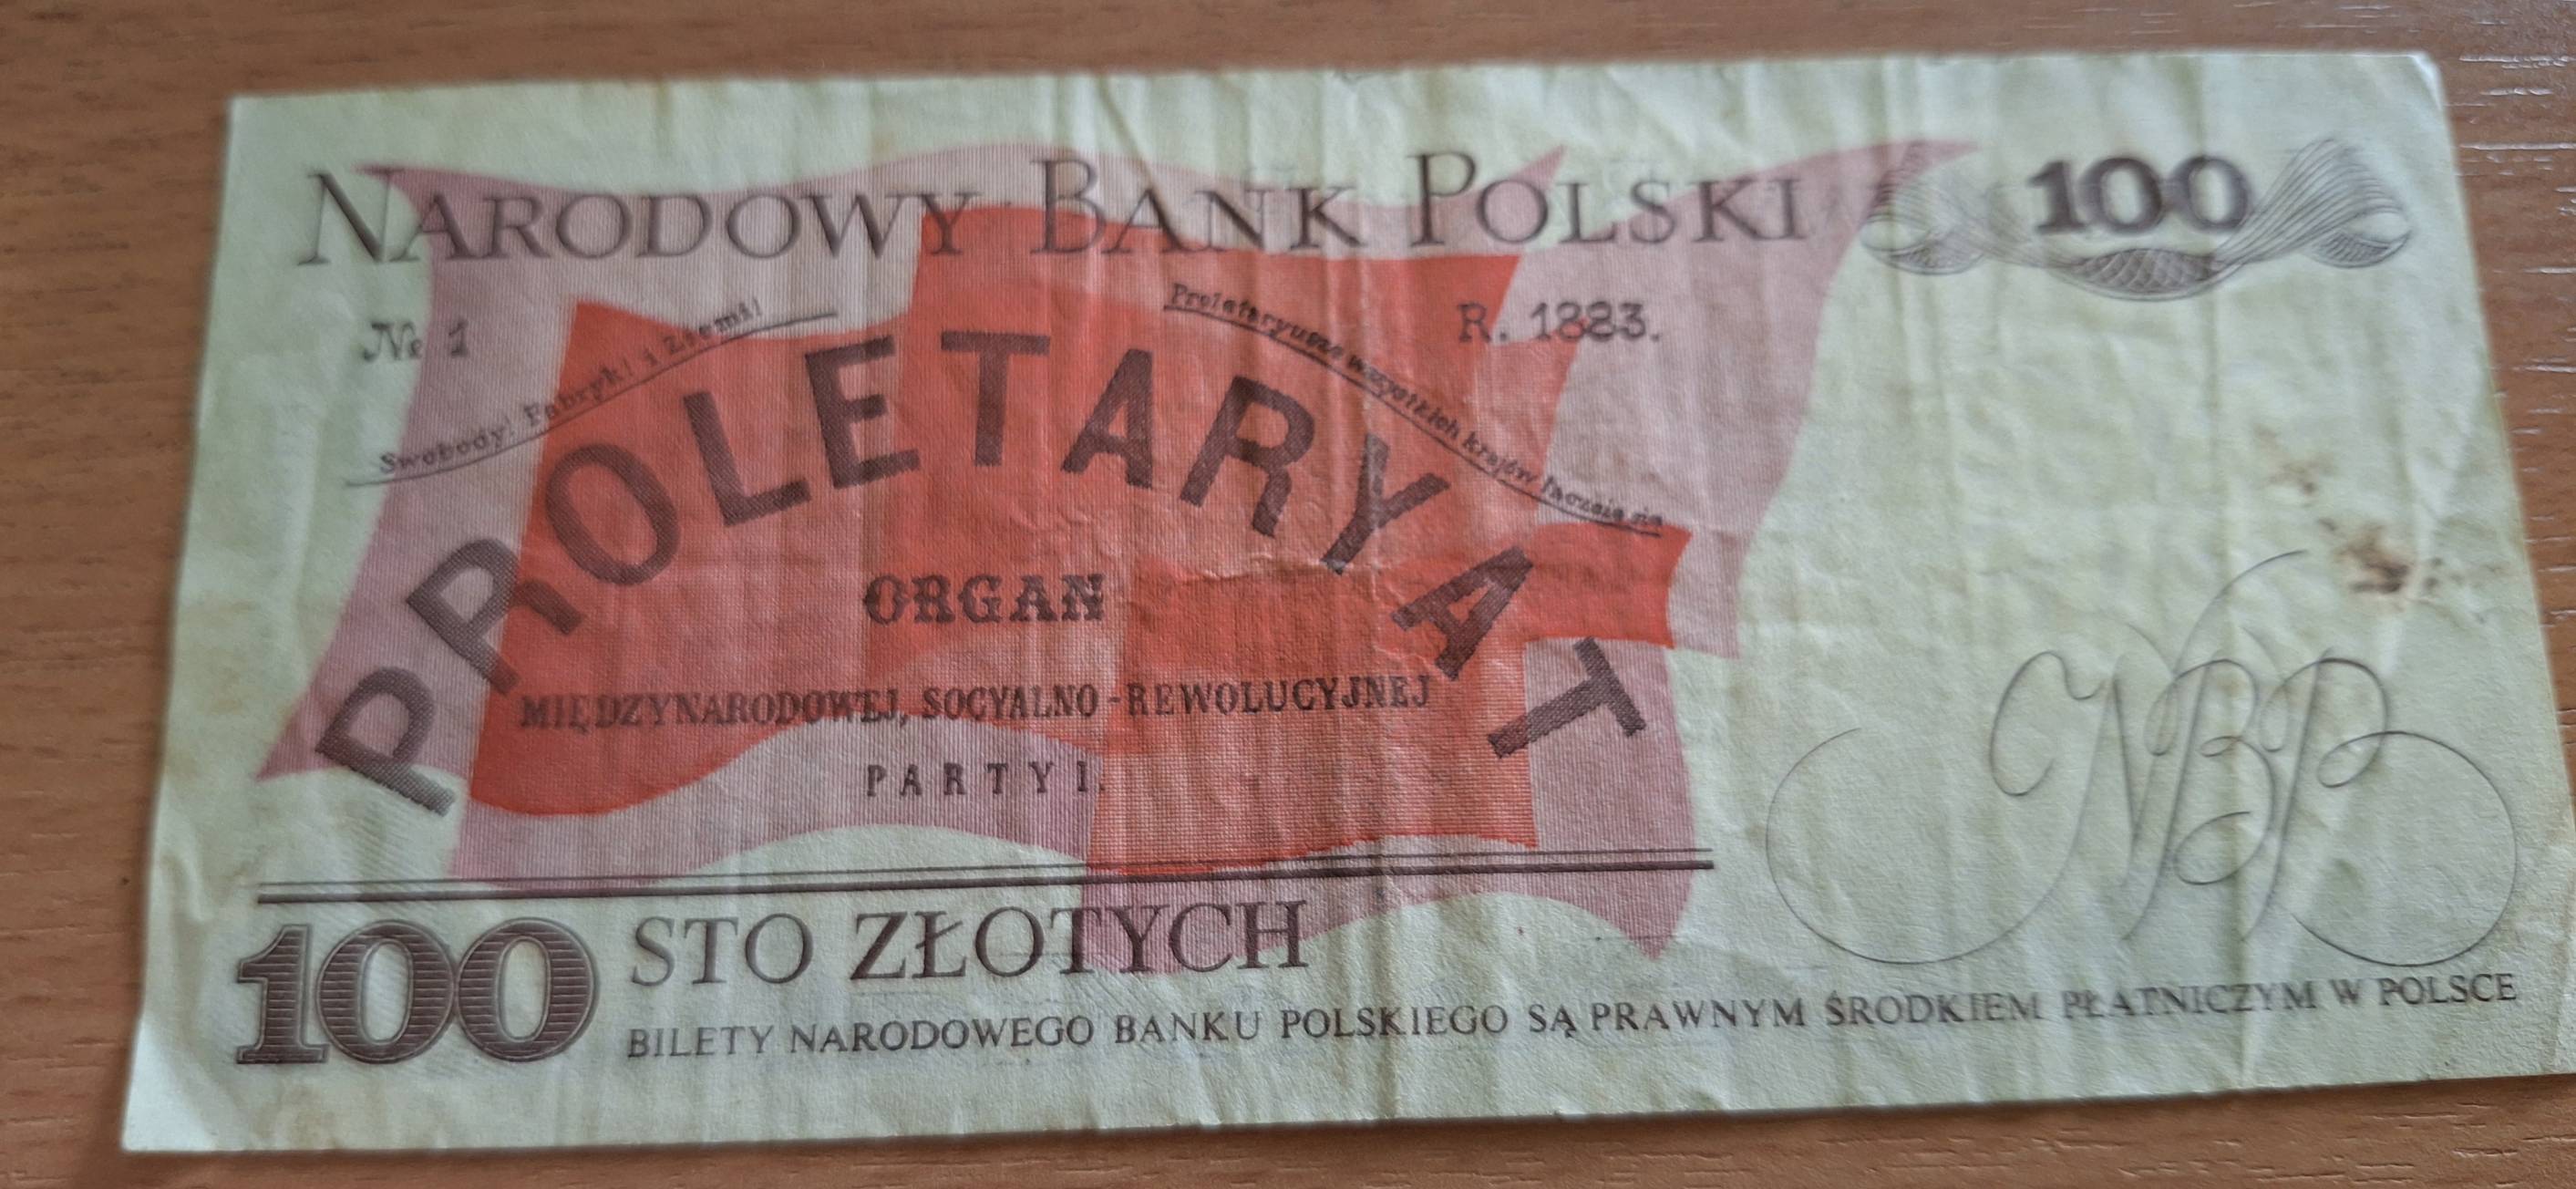 NARODOWY BANK POLSKI
100
№ 1
Swobody! Fabryk! i Ziemi!
Proletaryusze wszystkich krajów łączcie się
R. 1883.
PROLETARYAT
ORGAN
MIĘDZYNARODOWEJ, SOCYALNO-REWOLUCYJNEJ
PARTYI.
NBP
100 STO ZŁOTYCH
BILETY NARODOWEGO BANKU POLSKIEGO SĄ PRAWNYM ŚRODKIEM PŁATNICZYM W POLSCE